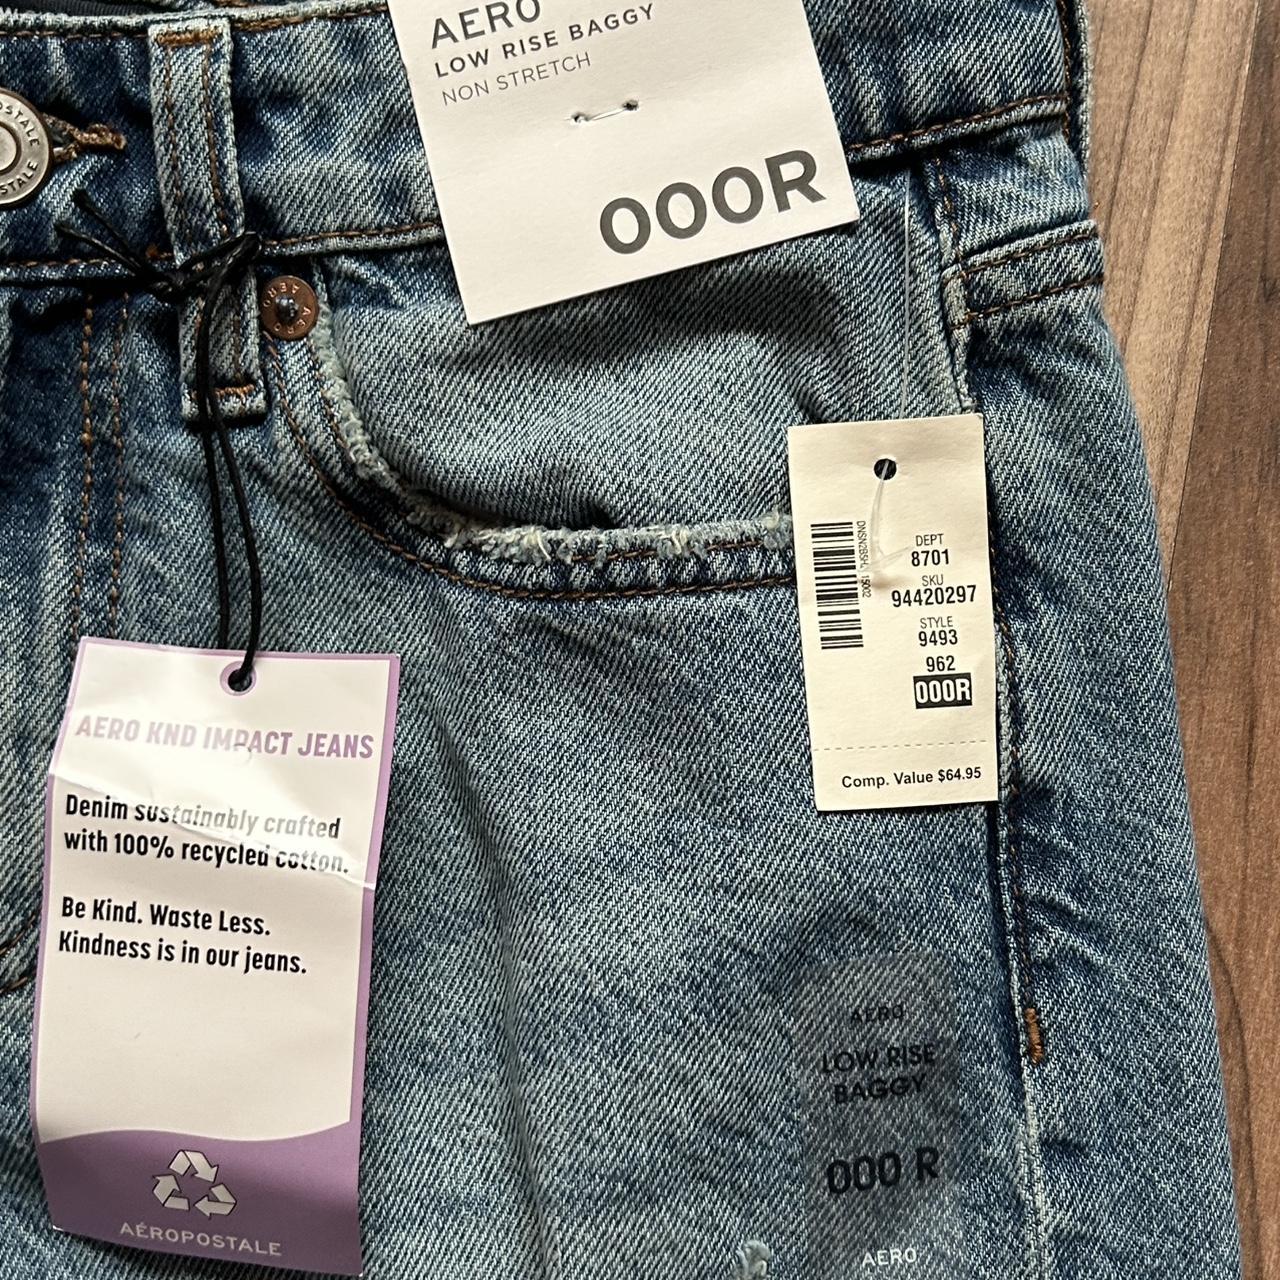 AERO
LOW RISE BAGGY
NON STRETCH
000R
AERO
DEPT
8701
SKU
94420297
STYLE
9493
962
000R
Comp. Value $64.95
AERO KND IMPACT JEANS
Denim sustainably crafted
with 100% recycled cotton.
Be Kind. Waste Less.
Kindness is in our jeans.
AÉROPOSTALE
AERO
LOW RISE
BAGGY
000 R
AERO